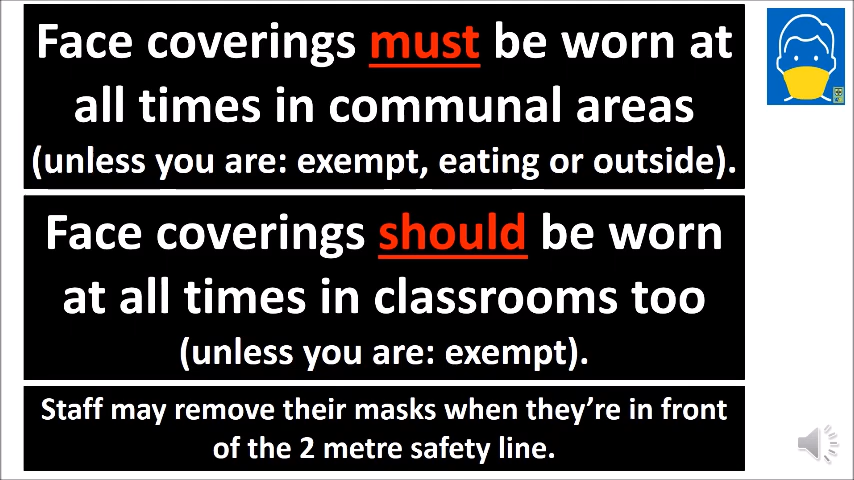 Face coverings must be worn at
all times in communal areas
(unless you are: exempt, eating or outside).
Face coverings should be worn
at all times in classrooms too
(unless you are: exempt).
Staff may remove their masks when they’re in front
of the 2 metre safety line.